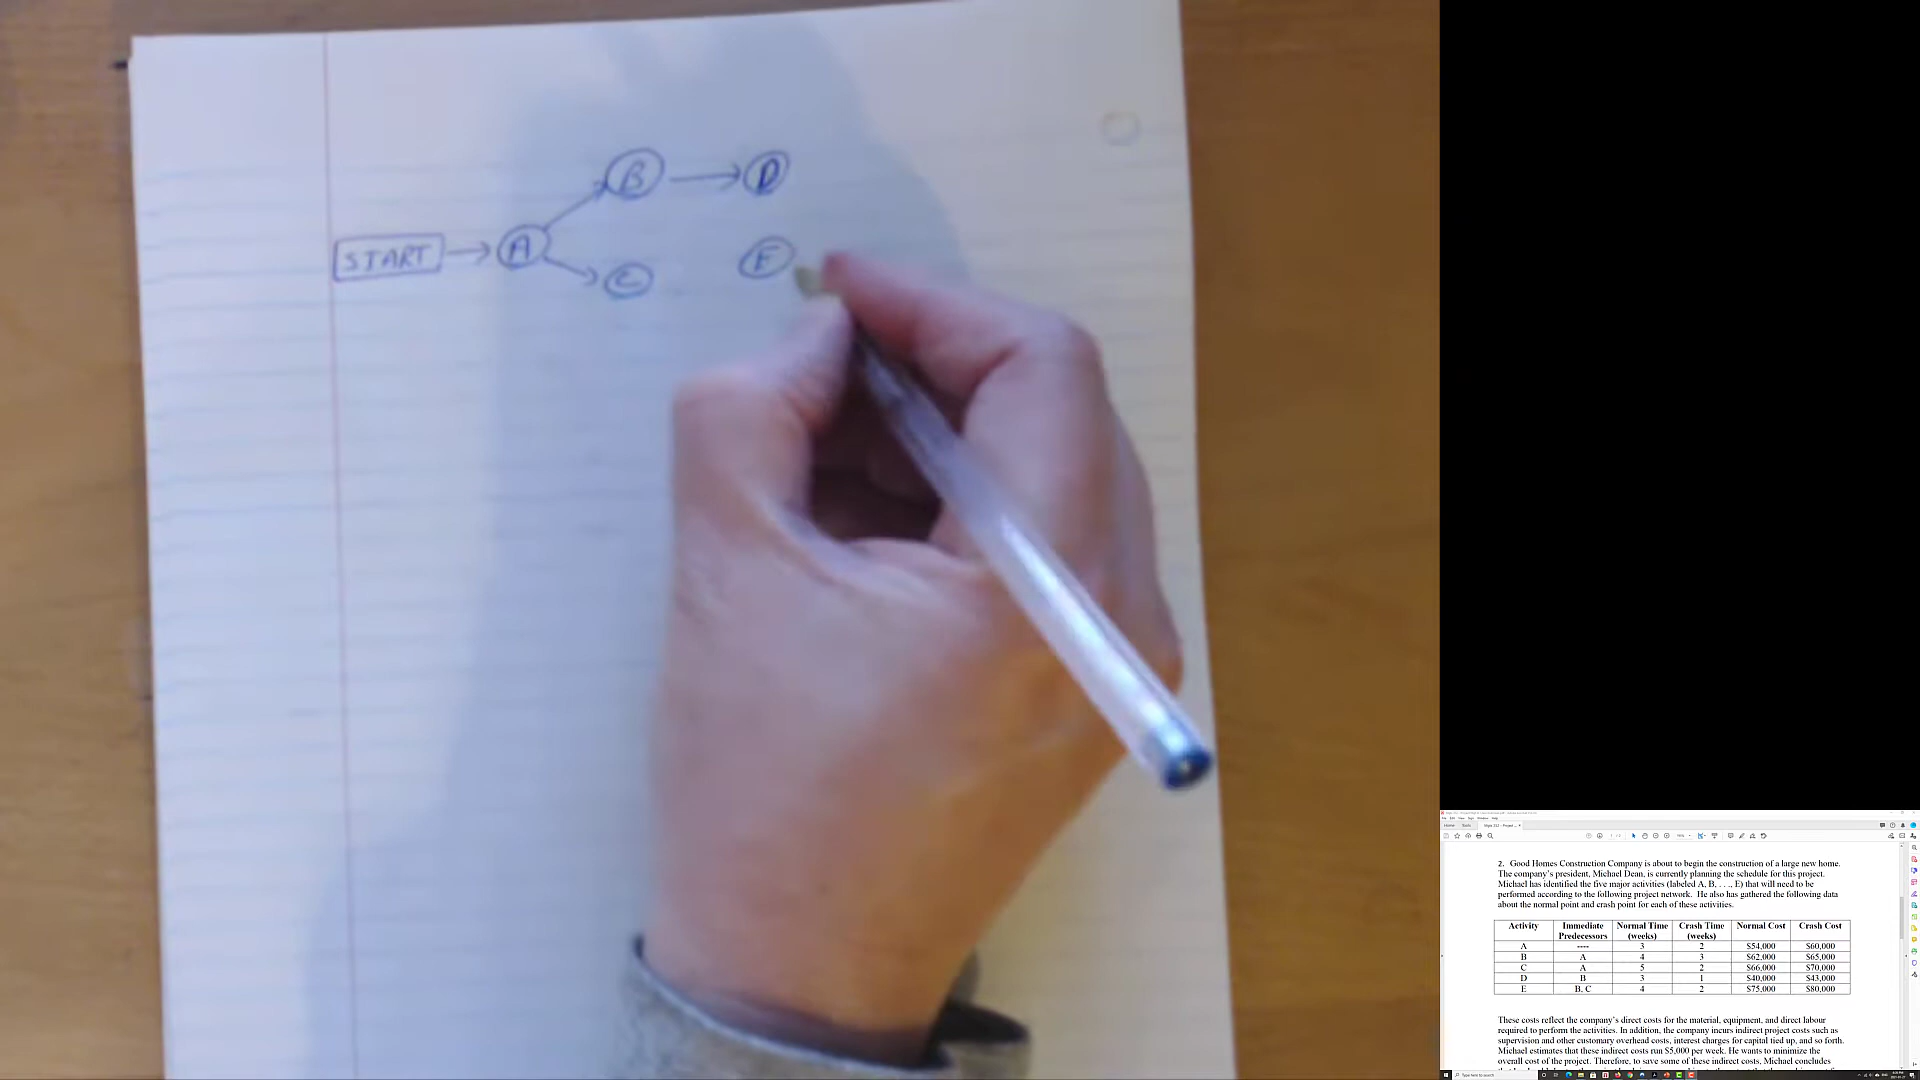 B D
START A E
C
2. Good Homes Construction Company is about to begin the construction of a large new home.
The company's president, Michael Dean, is currently planning the schedule for this project.
Michael has identified the five major activities (labeled A, B, . . ., E) that will need to be
performed according to the following project network. He also has gathered the following data
about the normal point and crash point for each of these activities.
Activity Immediate Predecessors Normal Time (weeks) Crash Time (weeks) Normal Cost Crash Cost
A ---- 3 2 $54,000 $60,000
B A 4 3 $62,000 $65,000
C A 5 2 $66,000 $70,000
D B 3 1 $40,000 $43,000
E B, C 4 2 $75,000 $80,000
These costs reflect the company's direct costs for the material, equipment, and direct labour
required to perform the activities. In addition, the company incurs indirect project costs such as
supervision and other customary overhead costs, interest charges for capital tied up, and so forth.
Michael estimates that these indirect costs run $5,000 per week. He wants to minimize the
overall cost of the project. Therefore, to save some of these indirect costs, Michael concludes
Type here to search